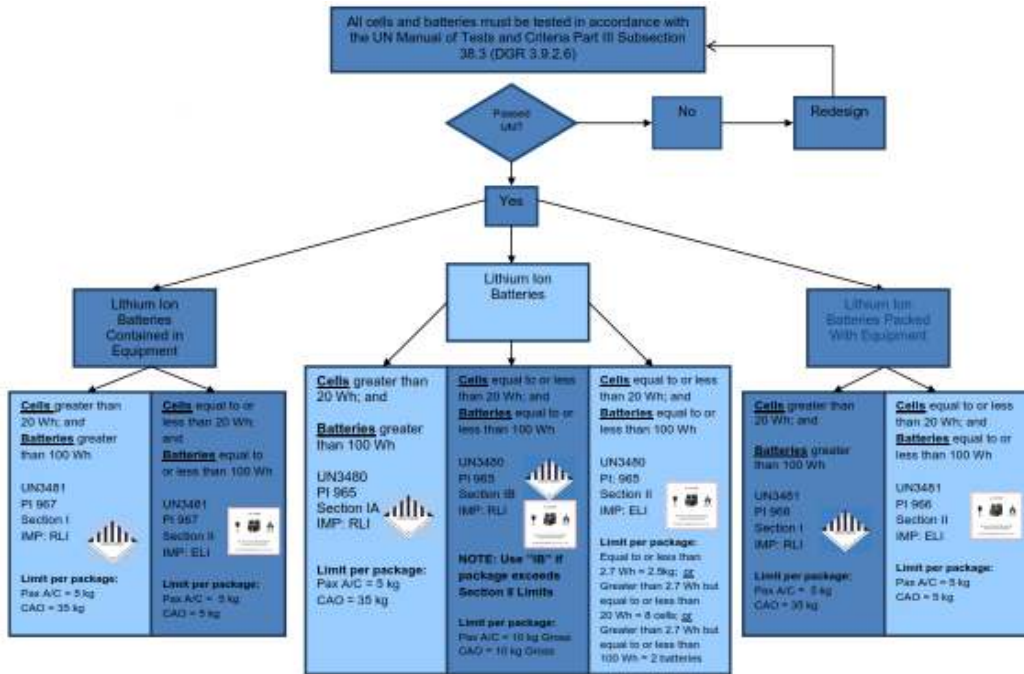 All cells and batteries must be tested in accordance with
the UN Manual of Tests and Criteria Part III Subsection
38.3 (DGR 3.9.2.6)
Passed
UN?
No
Redesign
Yes
Lithium Ion
Batteries
Contained in
Equipment
Lithium Ion
Batteries
Lithium Ion
Batteries Packed
With Equipment
Cells greater than
20 Wh; and
Batteries greater
than 100 Wh
UN3481
PI 967
Section I
IMP: RLI
Limit per package:
Pax A/C = 5 kg
CAO = 35 kg
Cells equal to or
less than 20 Wh;
and
Batteries equal to
or less than 100 Wh
UN3481
PI 967
Section II
IMP: ELI
Limit per package:
Pax A/C = 5 kg
CAO = 5 kg
Cells greater than
20 Wh; and
Batteries greater
than 100 Wh
UN3480
PI 965
Section IA
IMP: RLI
Limit per package:
Pax A/C = 5 kg
CAO = 35 kg
Cells equal to or less
than 20 Wh; and
Batteries equal to or
less than 100 Wh
UN3480
PI 965
Section IB
IMP: RLI
NOTE: Use "IB" if
package exceeds
Section II Limits
Limit per package:
Pax A/C = 10 kg Gross
CAO = 10 kg Gross
Cells equal to or less
than 20 Wh; and
Batteries equal to or
less than 100 Wh
UN3480
PI: 965
Section II
IMP: ELI
Limit per package:
Equal to or less than
2.7 Wh = 2.5kg; or
Greater than 2.7 Wh but
equal to or less than
20 Wh = 8 cells; or
Greater than 2.7 Wh but
equal to or less than
100 Wh = 2 batteries
Cells greater than
20 Wh; and
Batteries greater
than 100 Wh
UN3481
PI 966
Section I
IMP: RLI
Limit per package:
Pax A/C = 5 kg
CAO = 35 kg
Cells equal to or less
than 20 Wh; and
Batteries equal to or
less than 100 Wh
UN3481
PI 966
Section II
IMP: ELI
Limit per package:
Pax A/C = 5 kg
CAO = 5 kg